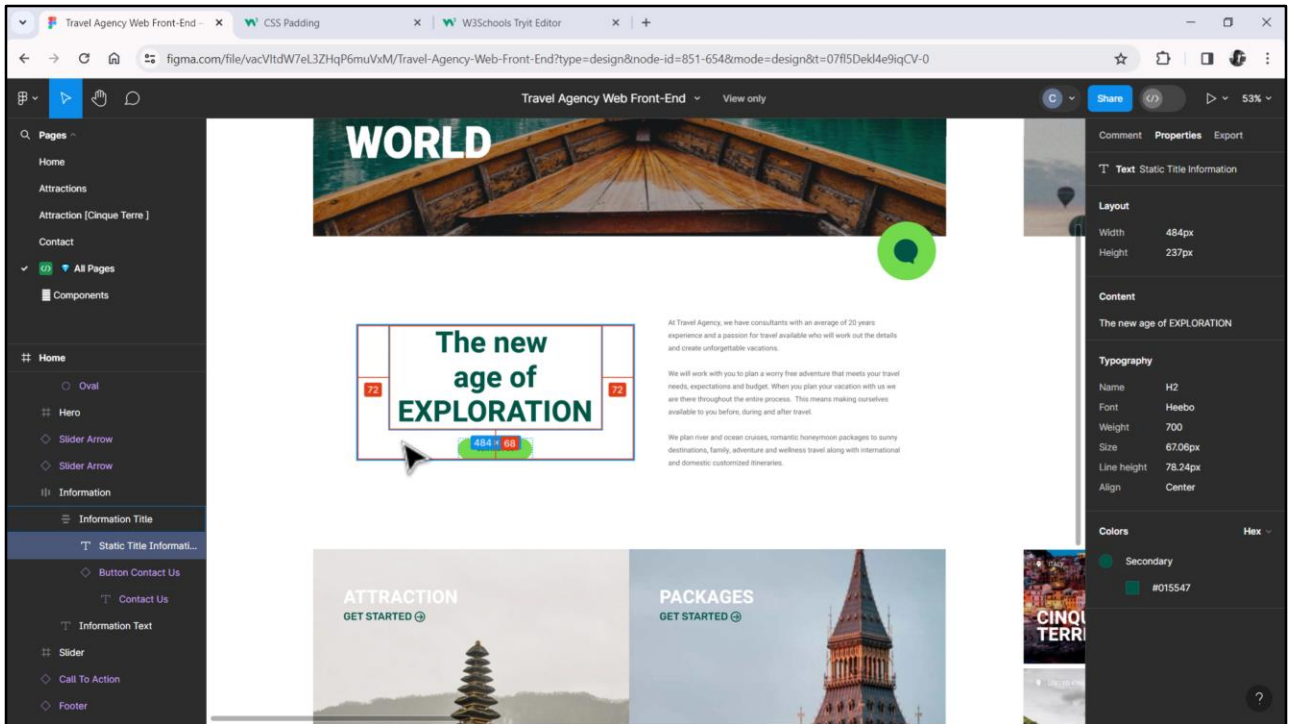 Travel Agency Web Front-End -
CSS Padding
W3Schools Tryit Editor
figma.com/file/vacVItdW7eL3ZHqP6muVxM/Travel-Agency-Web-Front-End?type=design&node-id=851-654&mode=design&t=07fl5Dekl4e9iqCV-0
Travel Agency Web Front-End
View only
C
Share
53%
Pages
Home
Attractions
Attraction [Cinque Terre ]
Contact
All Pages
Components
Home
Oval
Hero
Slider Arrow
Slider Arrow
Information
Information Title
Static Title Informati...
Button Contact Us
Contact Us
Information Text
Slider
Call To Action
Footer
WORLD
The new
age of
EXPLORATION
72
72
484 × 68
At Travel Agency, we have consultants with an average of 20 years
experience and a passion for travel available who will work out the details
and create unforgettable vacations.
We will work with you to plan a worry free adventure that meets your travel
needs, expectations and budget. When you plan your vacation with us we
are there throughout the entire process. This means making ourselves
available to you before, during and after travel.
We plan river and ocean cruises, romantic honeymoon packages to sunny
destinations, family, adventure and wellness travel along with international
and domestic customized itineraries.
ATTRACTION
GET STARTED
PACKAGES
GET STARTED
ITALY
CINQU
TERRE
Comment
Properties
Export
Text Static Title Information
Layout
Width 484px
Height 237px
Content
The new age of EXPLORATION
Typography
Name H2
Font Heebo
Weight 700
Size 67.06px
Line height 78.24px
Align Center
Colors
Hex
Secondary
#015547
?